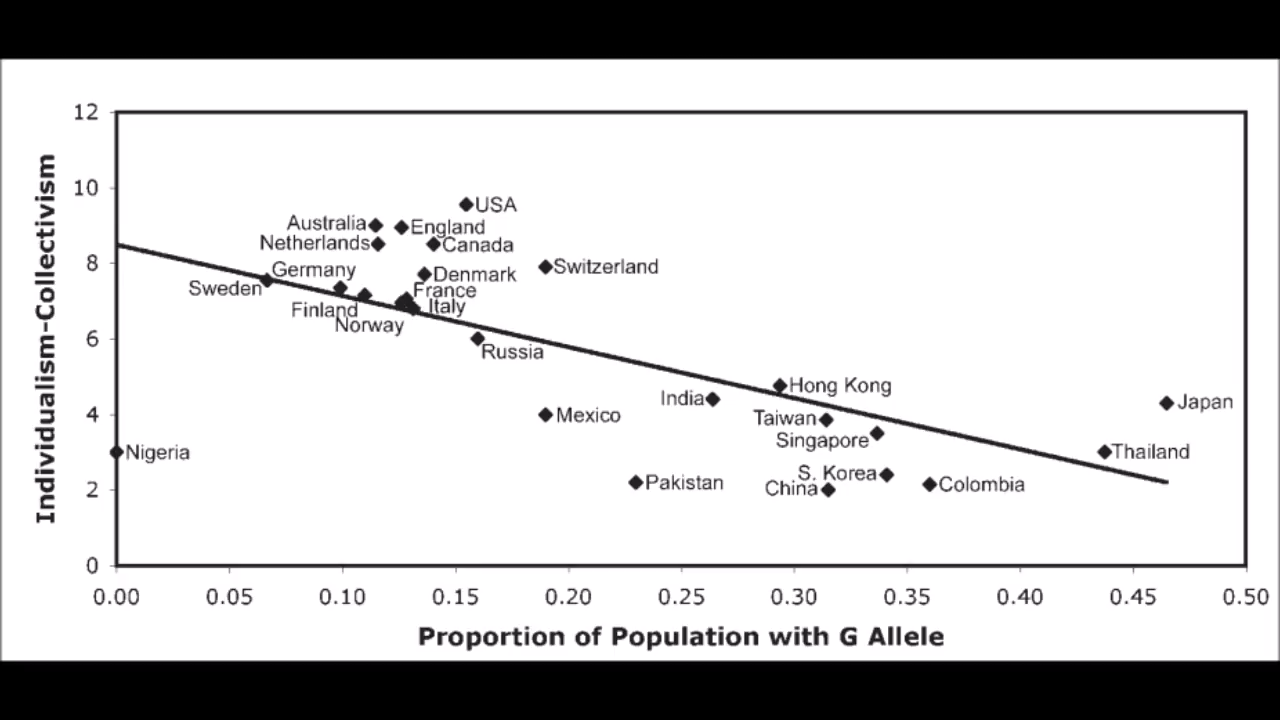 12
10
8
6
4
2
0
Individualism-Collectivism
USA
Australia
England
Netherlands
Canada
Switzerland
Germany
Denmark
Sweden
France
Finland
Italy
Norway
Russia
Hong Kong
India
Japan
Mexico
Taiwan
Singapore
Nigeria
Thailand
S. Korea
Pakistan
China
Colombia
0.00 0.05 0.10 0.15 0.20 0.25 0.30 0.35 0.40 0.45 0.50
Proportion of Population with G Allele